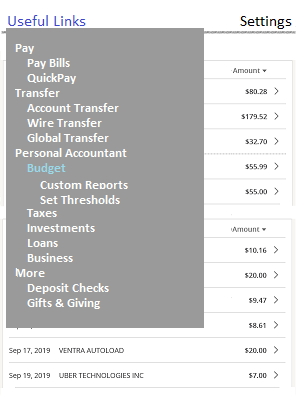 Useful Links Settings
Pay
Pay Bills
Amount
QuickPay
Transfer
$80.28
Account Transfer
$179.52
Wire Transfer
Global Transfer
$32.70
Personal Accountant
Budget
$55.99
Custom Reports
$55.00
Set Thresholds
Taxes
Investments
Amount
Loans
$10.16
Business
More
$20.00
Deposit Checks
Gifts & Giving
$9.47
$8.61
Sep 17, 2019 VENTRA AUTOLOAD $20.00
Sep 19, 2019 UBER TECHNOLOGIES INC $7.00